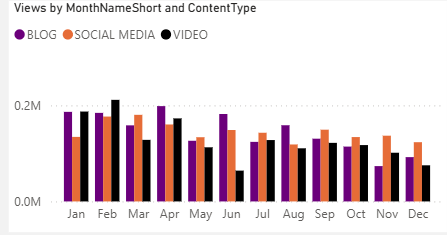 Views by MonthNameShort and ContentType
BLOG SOCIAL MEDIA VIDEO
0.2M
0.0M
Jan Feb Mar Apr May Jun Jul Aug Sep Oct Nov Dec